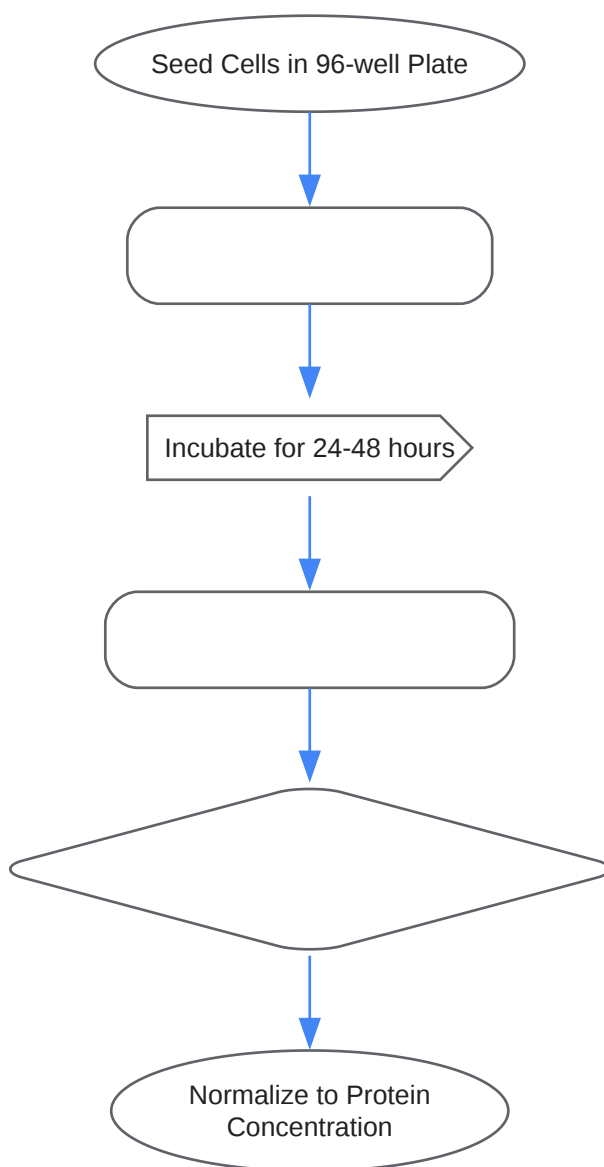 Seed Cells in 96-well Plate
Incubate for 24-48 hours
Normalize to Protein
Concentration